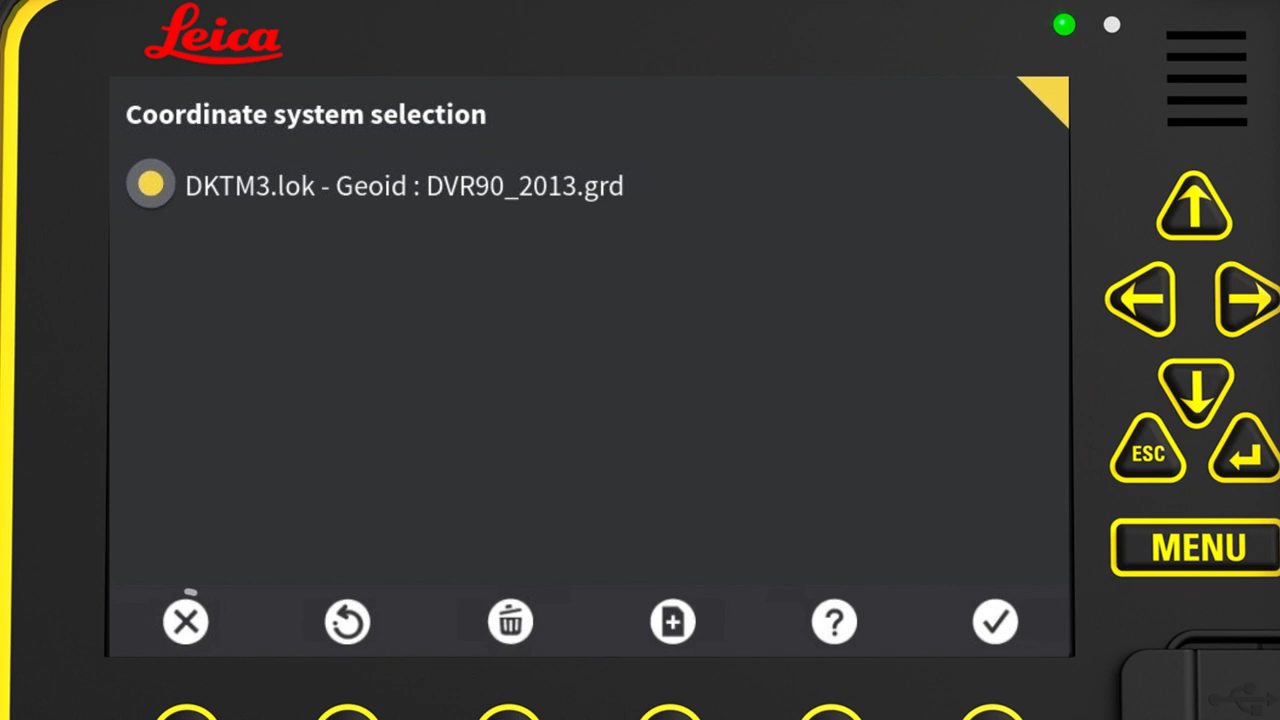 Leica
Coordinate system selection
DKTM3.lok - Geoid : DVR90_2013.grd
ESC
MENU